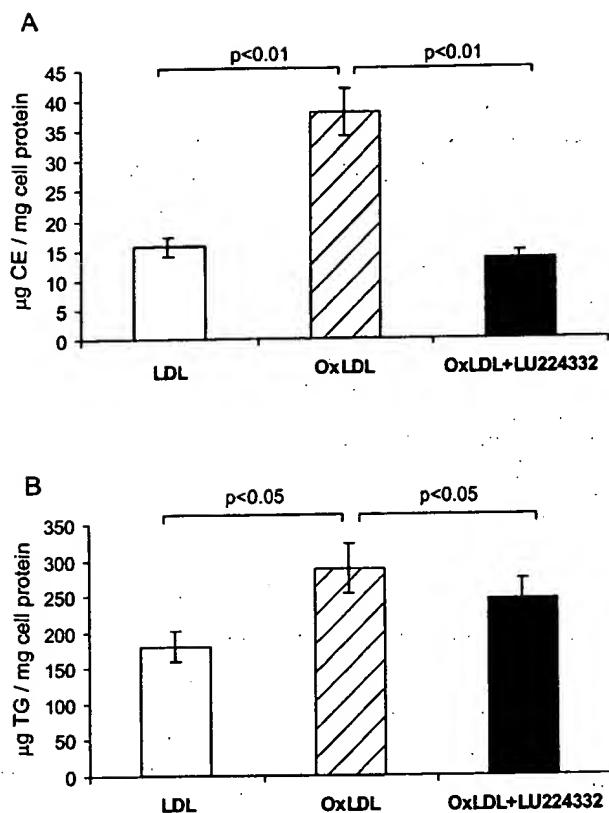 A
p<0.01 p<0.01
µg CE / mg cell protein
45
40
35
30
25
20
15
10
5
0
LDL OxLDL OxLDL+LU224332
B
p<0.05 p<0.05
µg TG / mg cell protein
350
300
250
200
150
100
50
0
LDL OxLDL OxLDL+LU224332